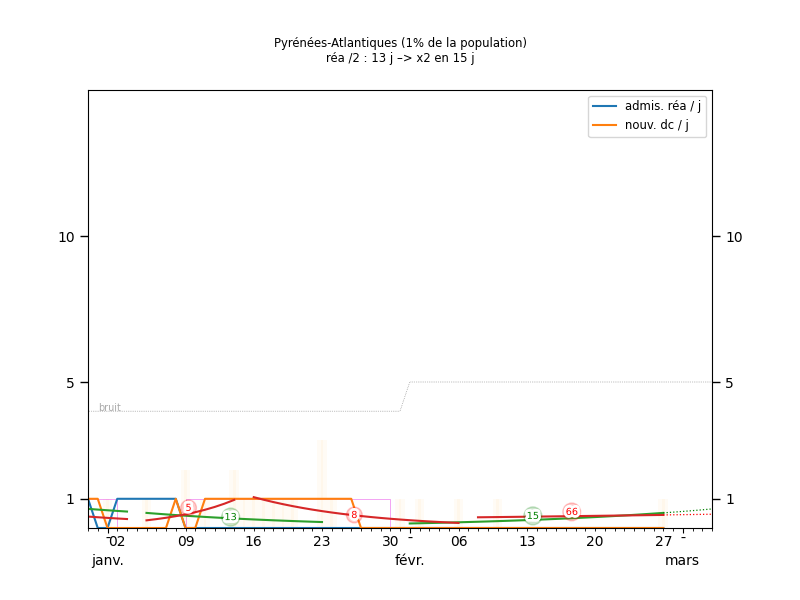 Pyrénées-Atlantiques (1% de la population)
réa /2 : 13 j –> x2 en 15 j
admis. réa / j
nouv. dc / j
10 10
5 5
bruit
1 1
5
13
8
15
66
02 09 16 23 30 06 13 20 27
janv. févr. mars